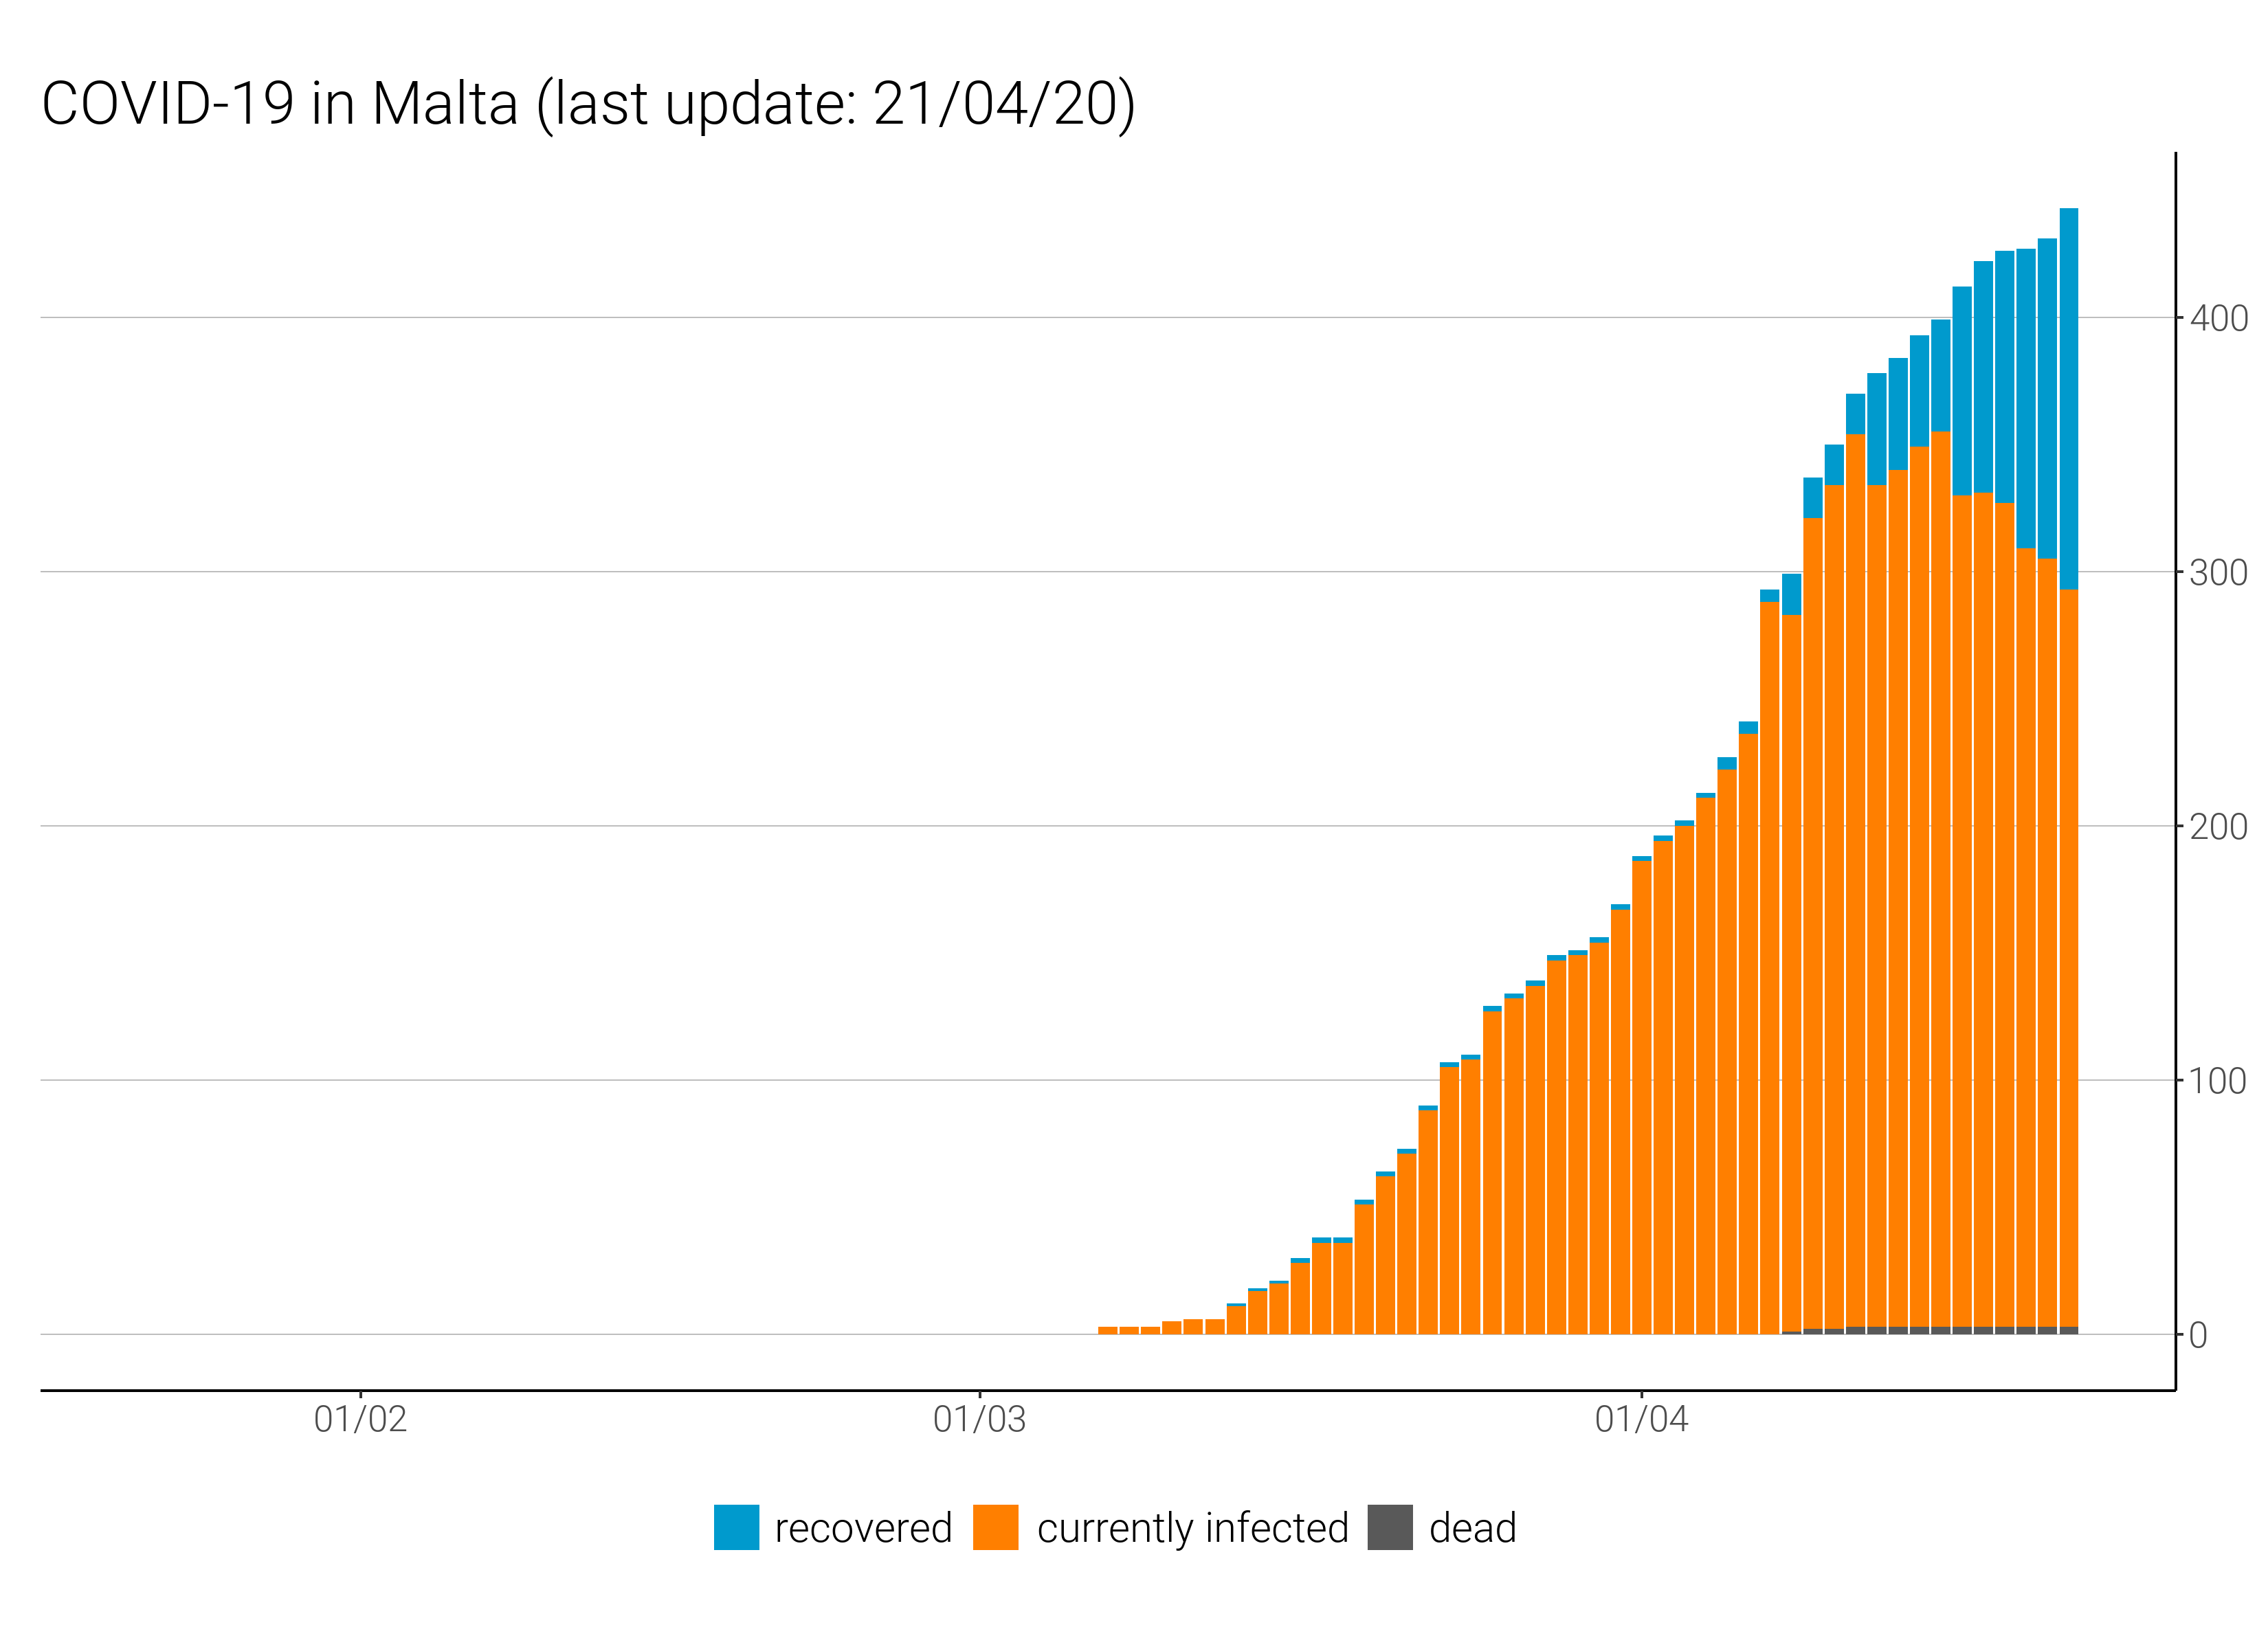 COVID-19 in Malta (last update: 21/04/20)
400
300
200
100
0
01/02 01/03 01/04
recovered currently infected dead